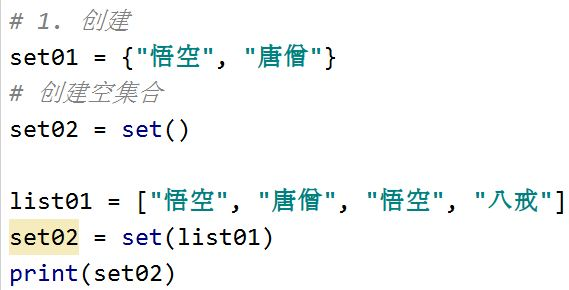 # 1. 创建
set01 = {"悟空", "唐僧"}
# 创建空集合
set02 = set()
list01 = ["悟空", "唐僧", "悟空", "八戒"]
set02 = set(list01)
print(set02)